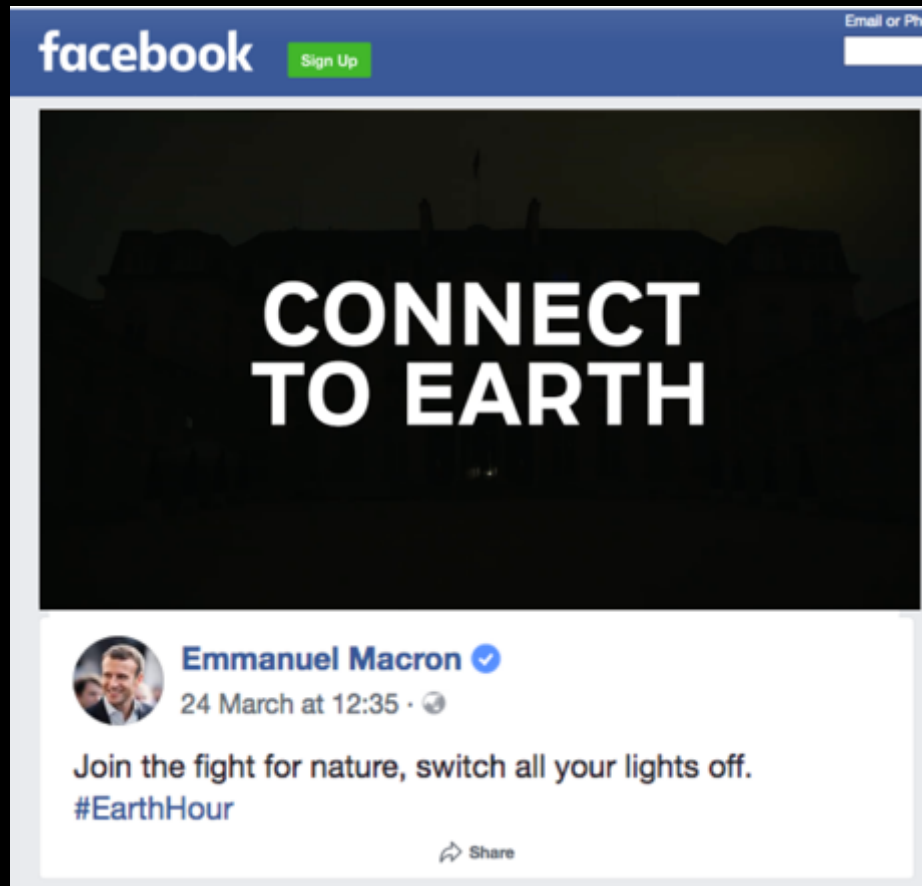 facebook Sign Up
Email or Ph
CONNECT
TO EARTH
Emmanuel Macron
24 March at 12:35 ·
Join the fight for nature, switch all your lights off.
#EarthHour
Share